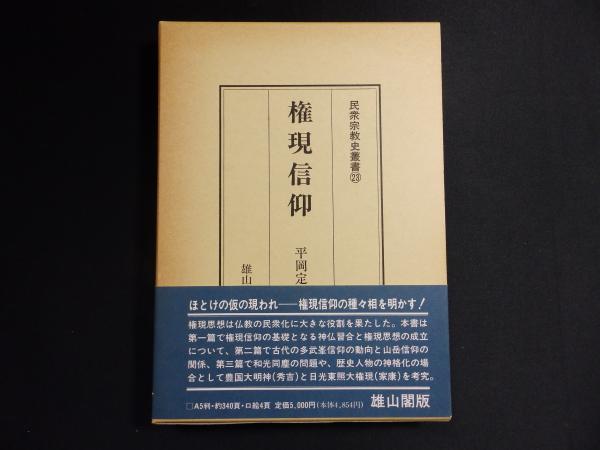 民衆宗教史叢書㉓
権現信仰
平岡定
雄山
ほとけの仮の現われ──権現信仰の種々相を明かす！
権現思想は仏教の民衆化に大きな役割を果たした。本書は
第一篇で権現信仰の基礎となる神仏習合と権現思想の成立
について、第二篇で古代の多武峯信仰の動向と山岳信仰の
関係、第三篇で和光同塵の問題や、歴史人物の神格化の場
合として豊国大明神(秀吉)と日光東照大権現(家康)を考究。
□A5判・約340頁・口絵4頁 定価5,000円(本体4,854円) 雄山閣版